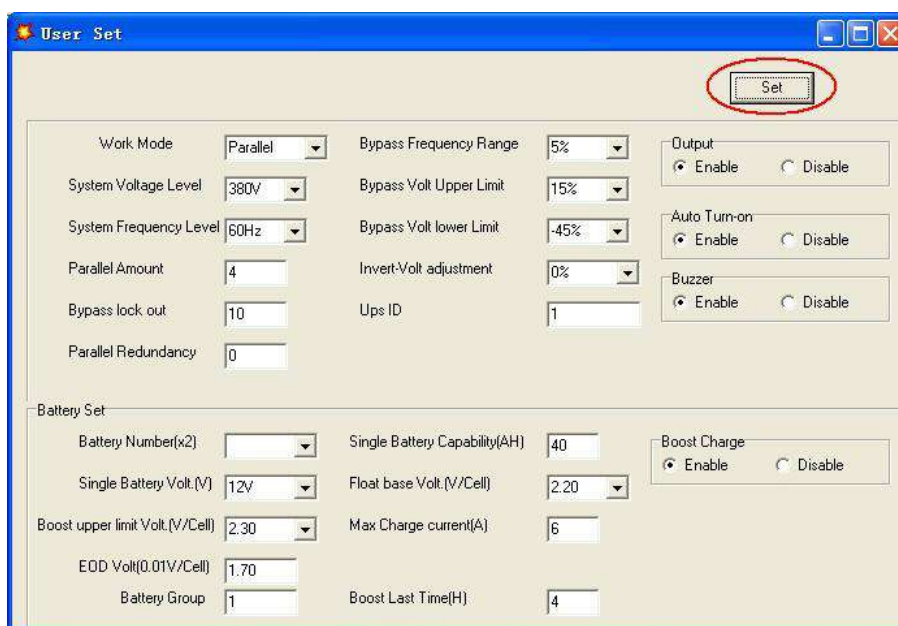 User Set
Set
Work Mode Parallel Bypass Frequency Range 5% Output
Enable Disable
System Voltage Level 380V Bypass Volt Upper Limit 15%
System Frequency Level 60Hz Bypass Volt lower Limit -45% Auto Turn-on
Enable Disable
Parallel Amount 4 Invert-Volt adjustment 0% Buzzer
Enable Disable
Bypass lock out 10 Ups ID 1
Parallel Redundancy 0
Battery Set
Battery Number(x2) Single Battery Capability(AH) 40 Boost Charge
Enable Disable
Single Battery Volt.(V) 12V Float base Volt.(V/Cell) 2.20
Boost upper limit Volt.(V/Cell) 2.30 Max Charge current(A) 6
EOD Volt(0.01V/Cell) 1.70
Battery Group 1 Boost Last Time(H) 4